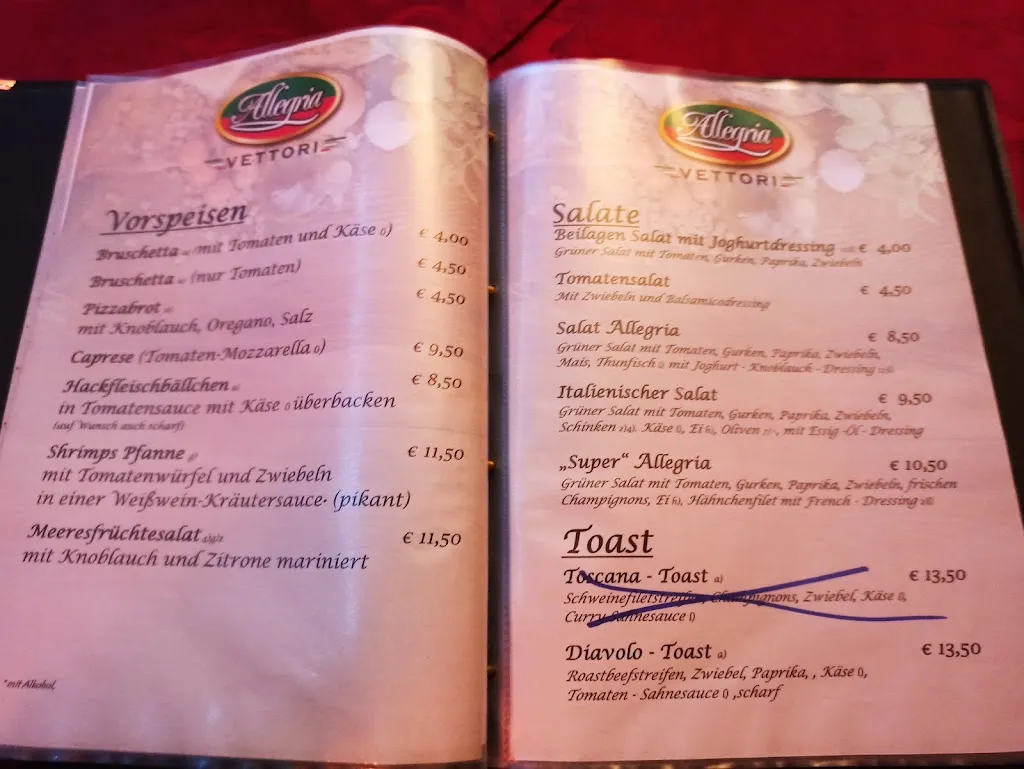 Allegria
VETTORI
Vorspeisen
Bruschetta (mit Tomaten und Käse ) € 4,00
Bruschetta (nur Tomaten) € 4,50
Pizzabrot € 4,50
mit Knoblauch, Oregano, Salz
Caprese (Tomaten-Mozzarella ) € 9,50
Hackfleischbällchen € 8,50
in Tomatensauce mit Käse überbacken
(auf Wunsch auch scharf)
Shrimps Pfanne € 11,50
mit Tomatenwürfel und Zwiebeln
in einer Weißwein-Kräutersauce· (pikant)
Meeresfrüchtesalat € 11,50
mit Knoblauch und Zitrone mariniert
*mit Alkohol,
Allegria
VETTORI
Salate
Beilagen Salat mit Joghurtdressing € 4,00
Grüner Salat mit Tomaten, Gurken, Paprika, Zwiebeln
Tomatensalat € 4,50
Mit Zwiebeln und Balsamicodressing
Salat Allegria € 8,50
Grüner Salat mit Tomaten, Gurken, Paprika, Zwiebeln,
Mais, Thunfisch mit Joghurt - Knoblauch - Dressing
Italienischer Salat € 9,50
Grüner Salat mit Tomaten, Gurken, Paprika, Zwiebeln,
Schinken Käse , Ei , Oliven , mit Essig -Öl - Dressing
„Super“ Allegria € 10,50
Grüner Salat mit Tomaten, Gurken, Paprika, Zwiebeln, frischen
Champignons, Ei , Hähnchenfilet mit French - Dressing
Toast
Toscana - Toast a) € 13,50
Schweinefiletstreifen, Champignons, Zwiebel, Käse ,
Curry Sahnesauce
Diavolo - Toast a) € 13,50
Roastbeefstreifen, Zwiebel, Paprika, , Käse ,
Tomaten - Sahnesauce ,scharf